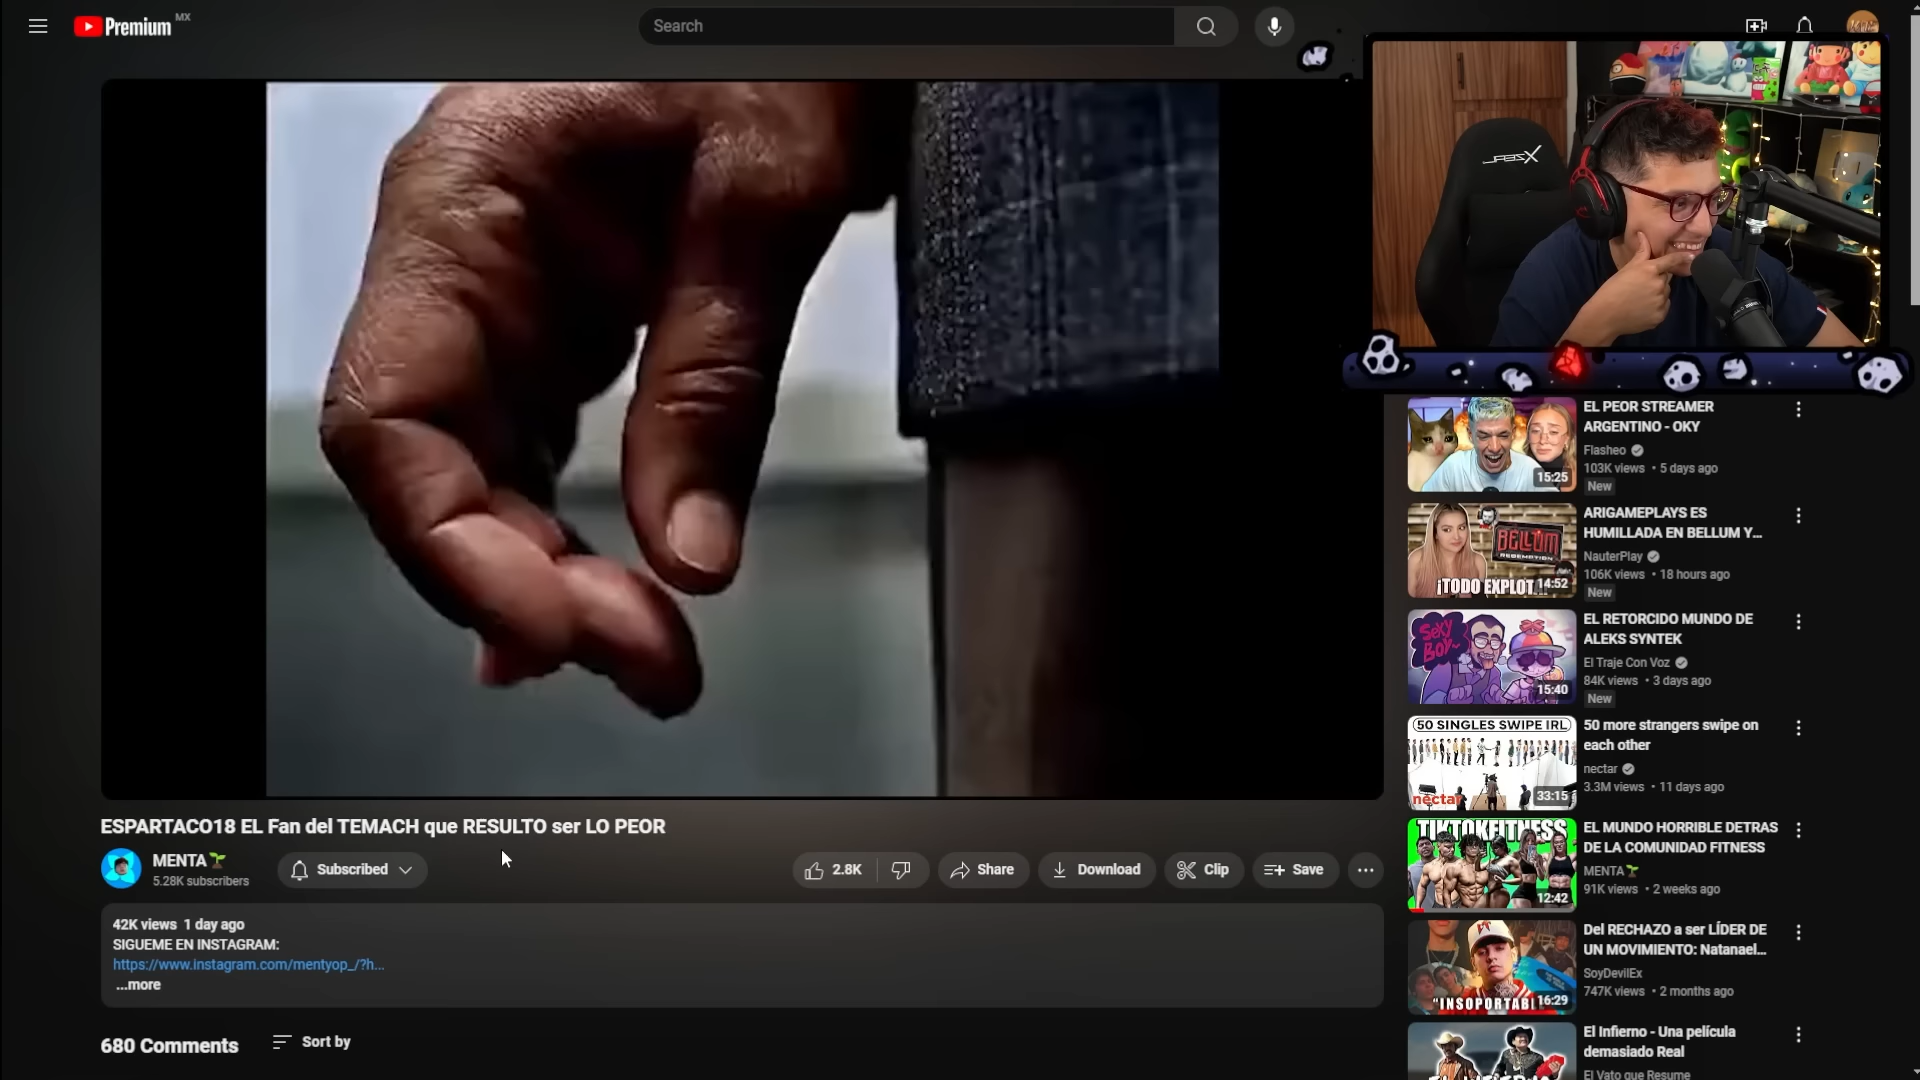 Premium MX
Search
XZEAL
ESPARTACO18 EL Fan del TEMACH que RESULTO ser LO PEOR
MENTA
5.28K subscribers
Subscribed
2.8K
Share
Download
Clip
Save
42K views 1 day ago
SIGUEME EN INSTAGRAM:
https://www.instagram.com/mentyop_/?h...
...more
680 Comments
Sort by
15:25
EL PEOR STREAMER
ARGENTINO - OKY
Flasheo
103K views • 5 days ago
New
BELLUM
REDEMPTION
¡TODO EXPLOT...
14:52
ARIGAMEPLAYS ES
HUMILLADA EN BELLUM Y...
NauterPlay
106K views • 18 hours ago
New
SEXY
BOY~
15:40
EL RETORCIDO MUNDO DE
ALEKS SYNTEK
El Traje Con Voz
84K views • 3 days ago
New
50 SINGLES SWIPE IRL
nectar
33:15
50 more strangers swipe on
each other
nectar
3.3M views • 11 days ago
TIKTOKFITNESS
12:42
EL MUNDO HORRIBLE DETRAS
DE LA COMUNIDAD FITNESS
MENTA
91K views • 2 weeks ago
"INSOPORTABL
16:29
Del RECHAZO a ser LÍDER DE
UN MOVIMIENTO: Natanael...
SoyDevilEx
747K views • 2 months ago
El Infierno - Una película
demasiado Real
El Vato que Resume